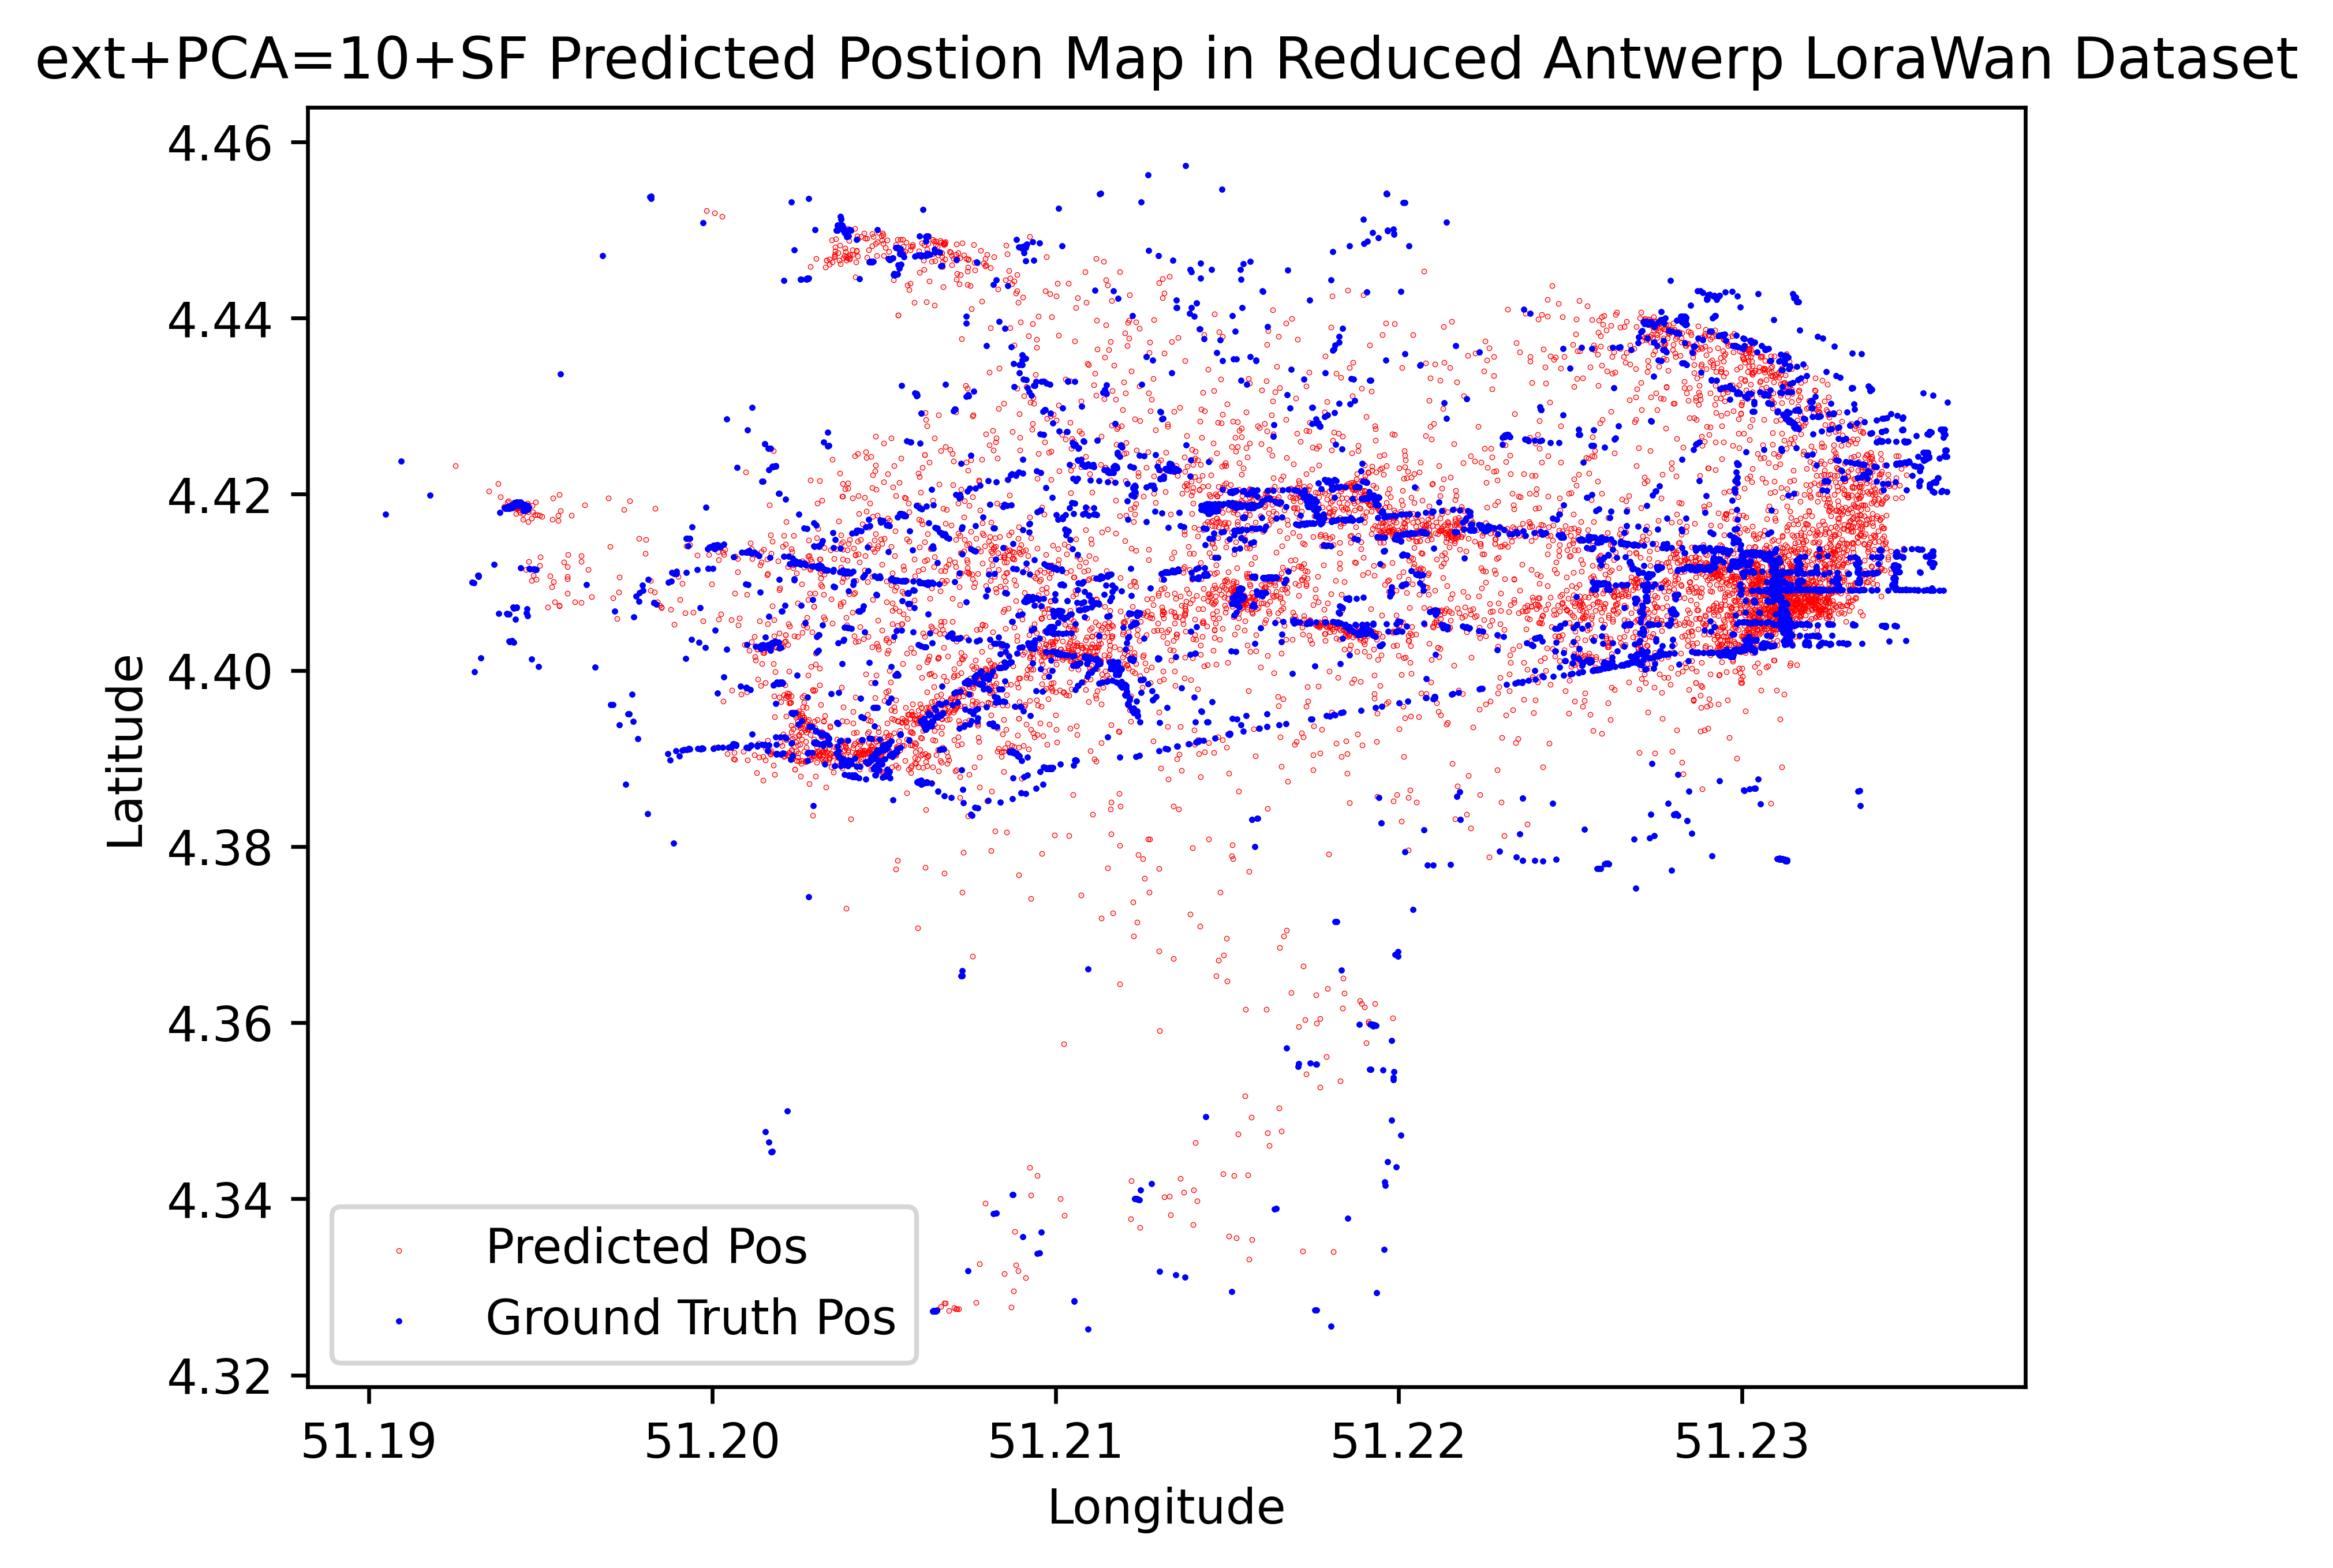 ext+PCA=10+SF Predicted Postion Map in Reduced Antwerp LoraWan Dataset
4.46
4.44
4.42
4.40
4.38
4.36
4.34
4.32
Latitude
Predicted Pos
Ground Truth Pos
51.19 51.20 51.21 51.22 51.23
Longitude